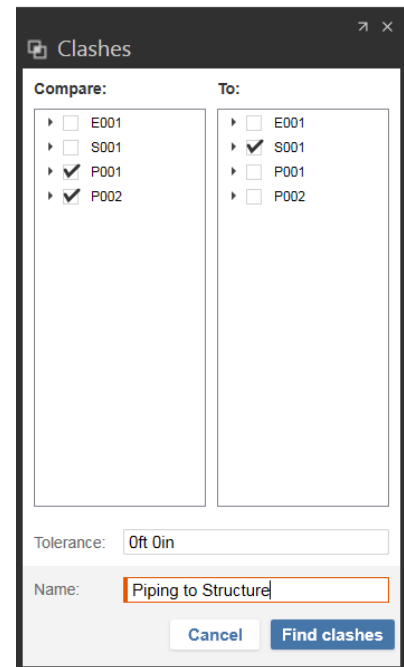 Clashes
Compare: To:
E001 E001
S001 S001
P001 P001
P002 P002
Tolerance: 0ft 0in
Name: Piping to Structure
Cancel Find clashes